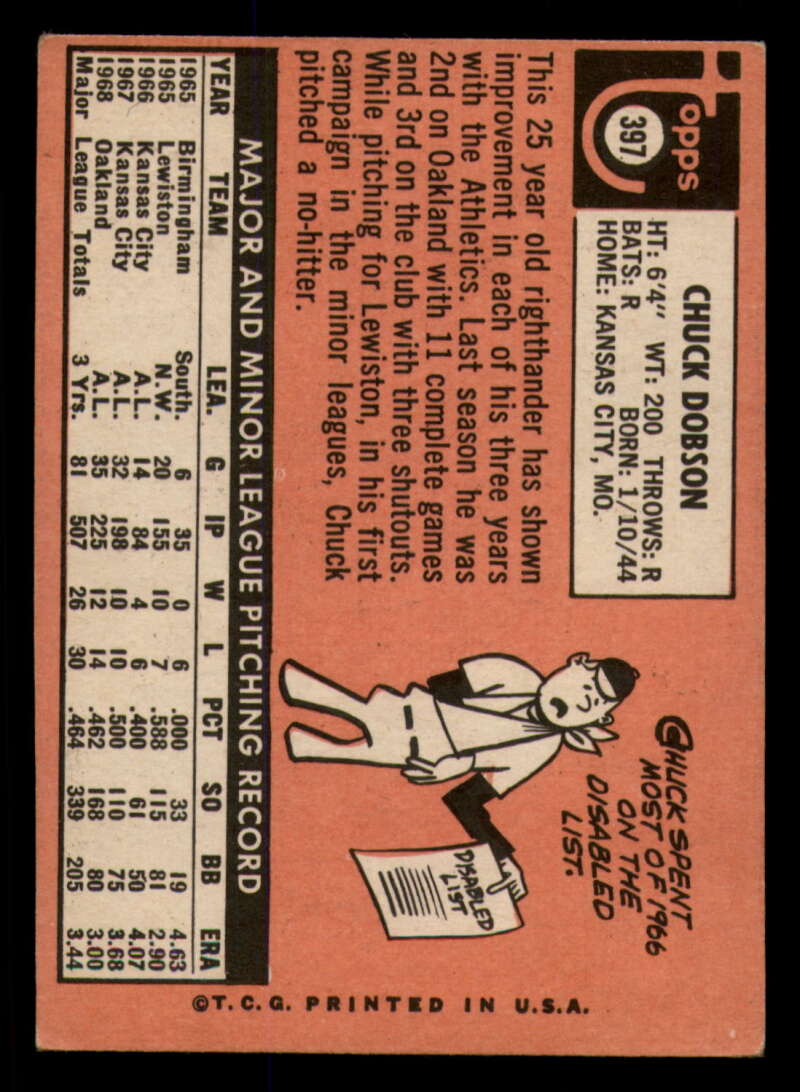 Topps
397
CHUCK DOBSON
HT: 6'4" WT: 200 THROWS: R
BATS: R BORN: 1/10/44
HOME: KANSAS CITY, MO.
This 25 year old righthander has shown
improvement in each of his three years
with the Athletics. Last season he was
2nd on Oakland with 11 complete games
and 3rd on the club with three shutouts.
While pitching for Lewiston, in his first
campaign in the minor leagues, Chuck
pitched a no-hitter.
CHUCK SPENT
MOST OF 1966
ON THE
DISABLED
LIST.
DISABLED
LIST
MAJOR AND MINOR LEAGUE PITCHING RECORD
YEAR TEAM LEA. G IP W L PCT SO BB ERA
1965 Birmingham South. 6 35 0 6 .000 33 19 4.63
1965 Lewiston N.W. 20 155 10 7 .588 115 81 2.90
1966 Kansas City A.L. 14 84 4 6 .400 61 50 4.07
1967 Kansas City A.L. 32 198 10 10 .500 110 75 3.68
1968 Oakland A.L. 35 225 12 14 .462 168 80 3.00
Major League Totals 3 Yrs. 81 507 26 30 .464 339 205 3.44
©T.C.G. PRINTED IN U.S.A.